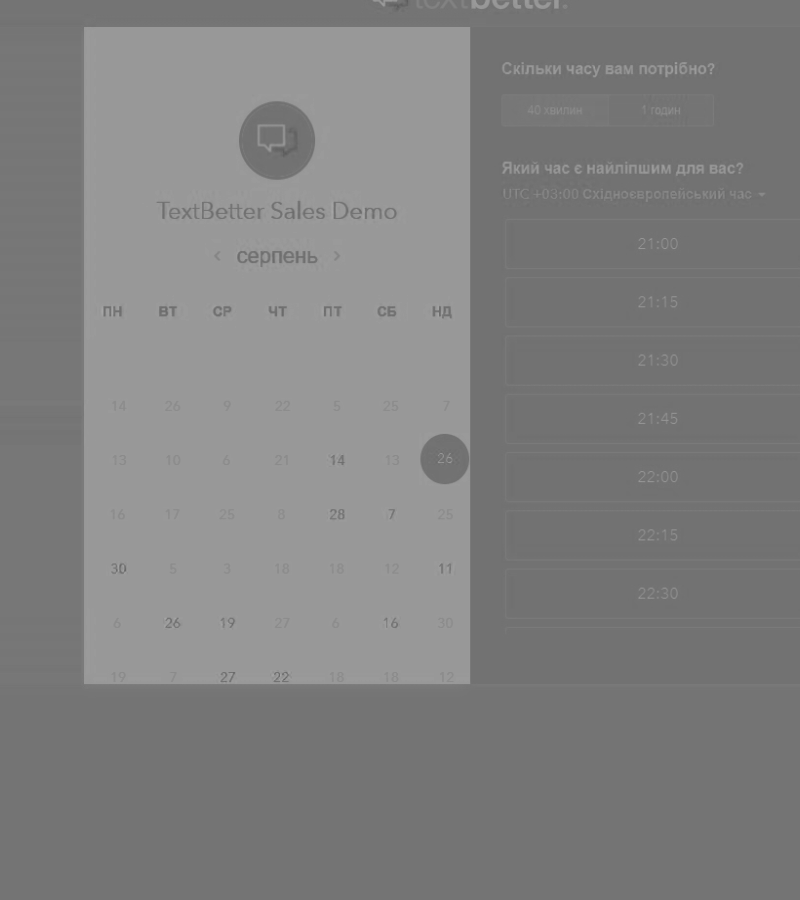 textbetter.
TextBetter Sales Demo
серпень
ПН ВТ СР ЧТ ПТ СБ НД
14 26 9 22 5 25 7
13 10 6 21 14 13 26
16 17 25 8 28 7 25
30 5 3 18 18 12 11
6 26 19 27 6 16 30
19 7 27 22 18 18 12
Скільки часу вам потрібно?
40 хвилин 1 годин
Який час є найліпшим для вас?
UTC +03:00 Східноєвропейський час
21:00
21:15
21:30
21:45
22:00
22:15
22:30